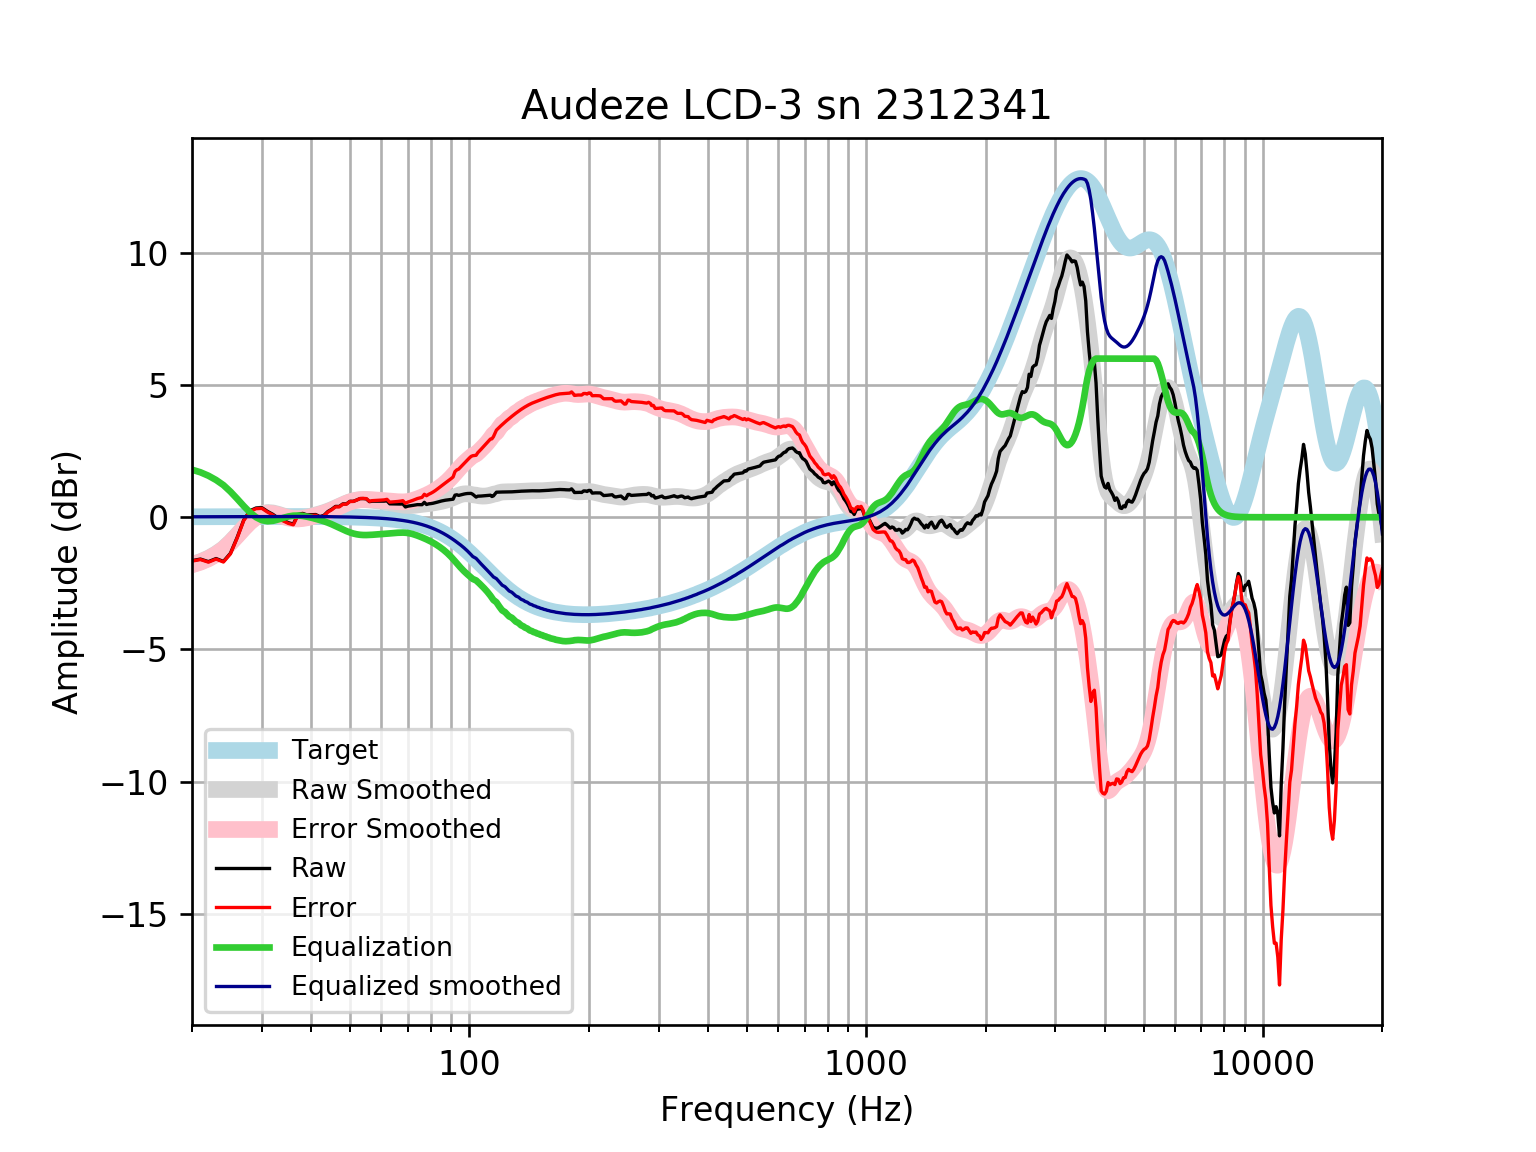 Audeze LCD-3 sn 2312341
Amplitude (dBr)
10
5
0
−5
−10
−15
Target
Raw Smoothed
Error Smoothed
Raw
Error
Equalization
Equalized smoothed
100 1000 10000
Frequency (Hz)